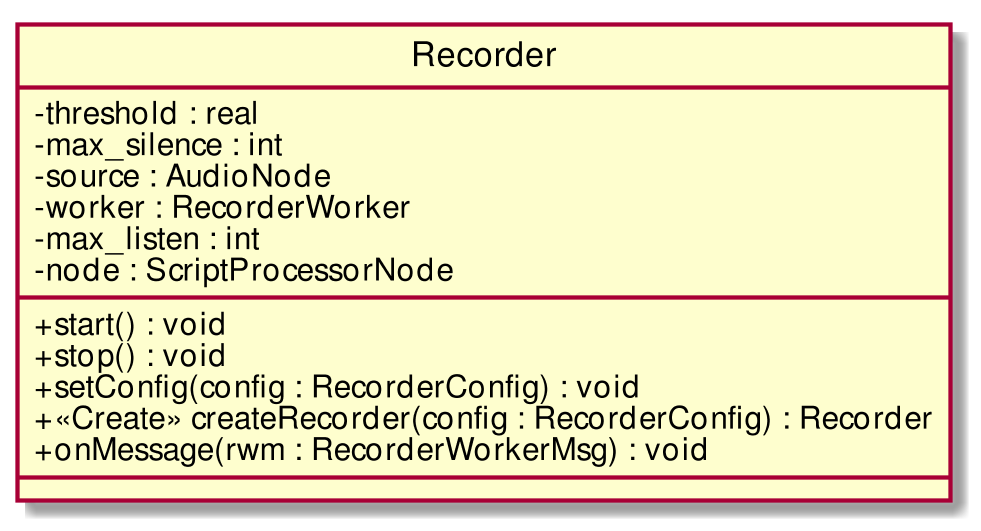 Recorder
-threshold : real
-max_silence : int
-source : AudioNode
-worker : RecorderWorker
-max_listen : int
-node : ScriptProcessorNode
+start() : void
+stop() : void
+setConfig(config : RecorderConfig) : void
+«Create» createRecorder(config : RecorderConfig) : Recorder
+onMessage(rwm : RecorderWorkerMsg) : void